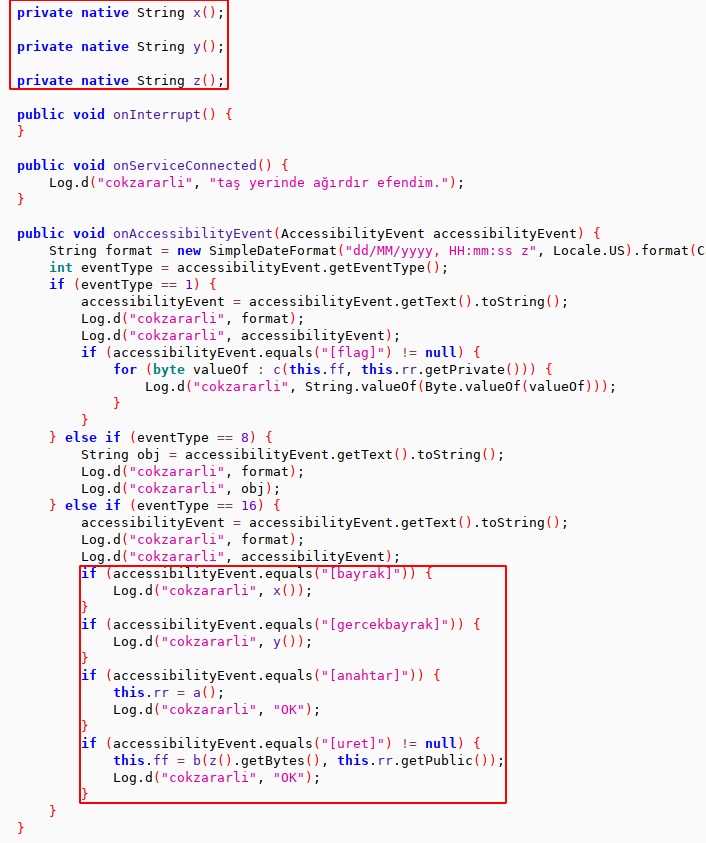 private native String x();
private native String y();
private native String z();
public void onInterrupt() {
}
public void onServiceConnected() {
Log.d("cokzararli", "taş yerinde ağırdır efendim.");
}
public void onAccessibilityEvent(AccessibilityEvent accessibilityEvent) {
String format = new SimpleDateFormat("dd/MM/yyyy, HH:mm:ss z", Locale.US).format(C
int eventType = accessibilityEvent.getEventType();
if (eventType == 1) {
accessibilityEvent = accessibilityEvent.getText().toString();
Log.d("cokzararli", format);
Log.d("cokzararli", accessibilityEvent);
if (accessibilityEvent.equals("[flag]") != null) {
for (byte valueOf : c(this.ff, this.rr.getPrivate())) {
Log.d("cokzararli", String.valueOf(Byte.valueOf(valueOf)));
}
}
} else if (eventType == 8) {
String obj = accessibilityEvent.getText().toString();
Log.d("cokzararli", format);
Log.d("cokzararli", obj);
} else if (eventType == 16) {
accessibilityEvent = accessibilityEvent.getText().toString();
Log.d("cokzararli", format);
Log.d("cokzararli", accessibilityEvent);
if (accessibilityEvent.equals("[bayrak]")) {
Log.d("cokzararli", x());
}
if (accessibilityEvent.equals("[gercekbayrak]")) {
Log.d("cokzararli", y());
}
if (accessibilityEvent.equals("[anahtar]")) {
this.rr = a();
Log.d("cokzararli", "OK");
}
if (accessibilityEvent.equals("[uret]") != null) {
this.ff = b(z().getBytes(), this.rr.getPublic());
Log.d("cokzararli", "OK");
}
}
}